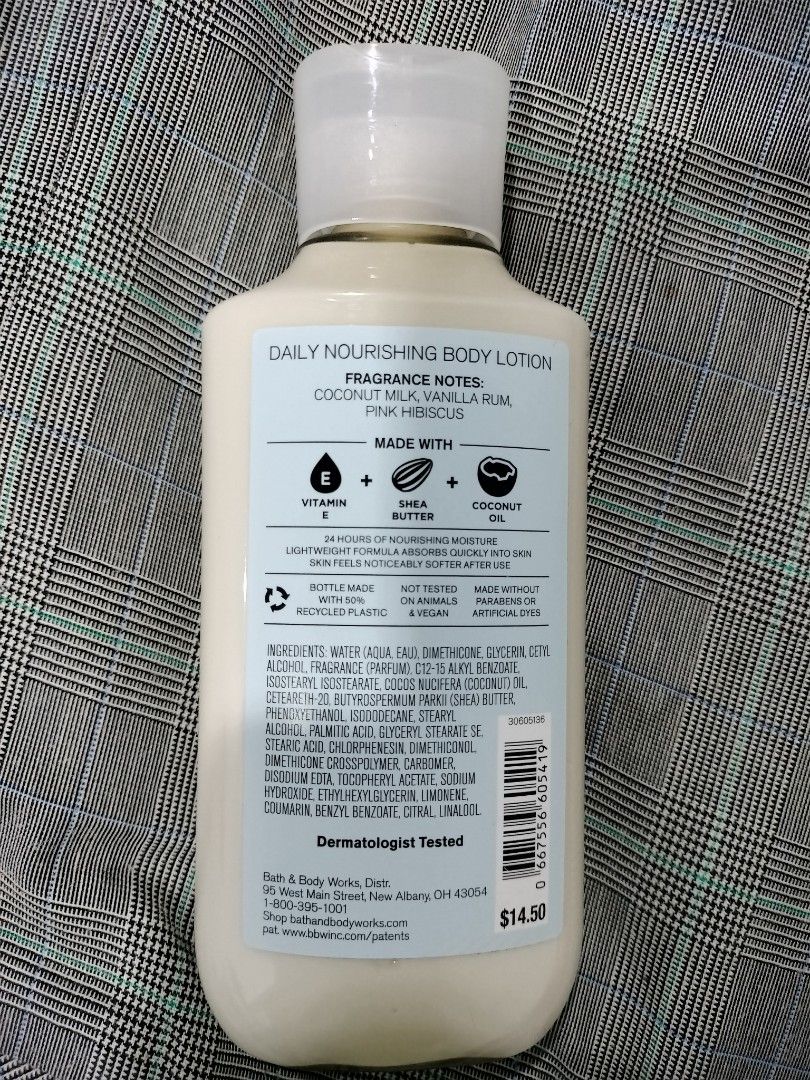 DAILY NOURISHING BODY LOTION
FRAGRANCE NOTES:
COCONUT MILK, VANILLA RUM,
PINK HIBISCUS
MADE WITH
E
+
+
VITAMIN
E
SHEA
BUTTER
COCONUT
OIL
24 HOURS OF NOURISHING MOISTURE
LIGHTWEIGHT FORMULA ABSORBS QUICKLY INTO SKIN
SKIN FEELS NOTICEABLY SOFTER AFTER USE
BOTTLE MADE
WITH 50%
RECYCLED PLASTIC
NOT TESTED
ON ANIMALS
& VEGAN
MADE WITHOUT
PARABENS OR
ARTIFICIAL DYES
INGREDIENTS: WATER (AQUA, EAU), DIMETHICONE, GLYCERIN, CETYL
ALCOHOL, FRAGRANCE (PARFUM), C12-15 ALKYL BENZOATE,
ISOSTEARYL ISOSTEARATE, COCOS NUCIFERA (COCONUT) OIL,
CETEARETH-20, BUTYROSPERMUM PARKII (SHEA) BUTTER,
PHENOXYETHANOL, ISODODECANE, STEARYL
ALCOHOL, PALMITIC ACID, GLYCERYL STEARATE SE,
STEARIC ACID, CHLORPHENESIN, DIMETHICONOL,
DIMETHICONE CROSSPOLYMER, CARBOMER,
DISODIUM EDTA, TOCOPHERYL ACETATE, SODIUM
HYDROXIDE, ETHYLHEXYLGLYCERIN, LIMONENE,
COUMARIN, BENZYL BENZOATE, CITRAL, LINALOOL.
Dermatologist Tested
Bath & Body Works, Distr.
95 West Main Street, New Albany, OH 43054
1-800-395-1001
Shop bathandbodyworks.com
pat. www.bbwinc.com/patents
30605136
0 667556 605419
$14.50